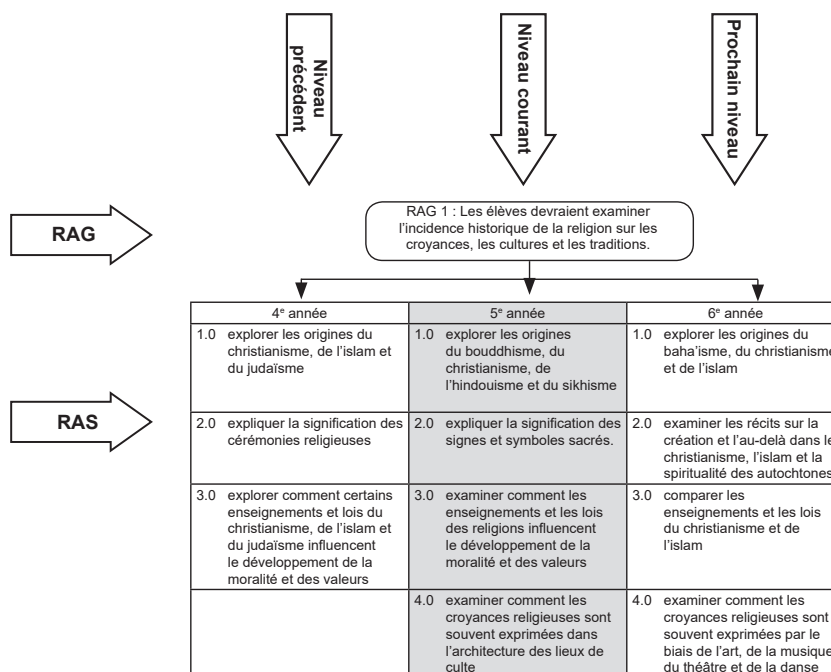 Niveau
précédent
Niveau courant
Prochain niveau
RAG
RAG 1 : Les élèves devraient examiner
l'incidence historique de la religion sur les
croyances, les cultures et les traditions.
4e année
5e année
6e année
RAS
1.0 explorer les origines du
christianisme, de l'islam et
du judaïsme
1.0 explorer les origines
du bouddhisme, du
christianisme, de
l'hindouisme et du sikhisme
1.0 explorer les origines du
baha'isme, du christianisme
et de l'islam
2.0 expliquer la signification des
cérémonies religieuses
2.0 expliquer la signification des
signes et symboles sacrés.
2.0 examiner les récits sur la
création et l'au-delà dans le
christianisme, l'islam et la
spiritualité des autochtones
3.0 explorer comment certains
enseignements et lois du
christianisme, de l'islam et
du judaïsme influencent
le développement de la
moralité et des valeurs
3.0 examiner comment les
enseignements et les lois
des religions influencent
le développement de la
moralité et des valeurs
3.0 comparer les
enseignements et les lois
du christianisme et de
l'islam
4.0 examiner comment les
croyances religieuses sont
souvent exprimées dans
l'architecture des lieux de
culte
4.0 examiner comment les
croyances religieuses sont
souvent exprimées par le
biais de l'art, de la musique
du théâtre et de la danse